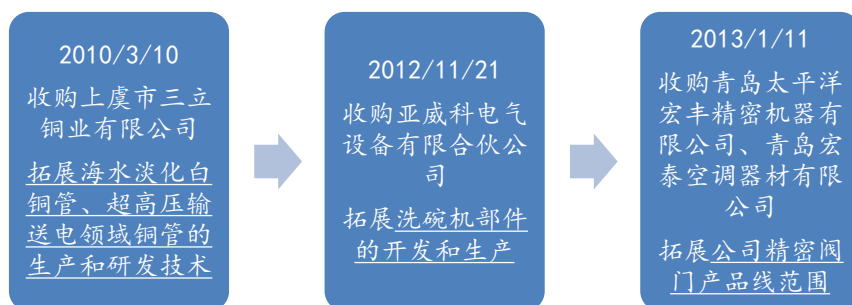 2010/3/10
收购上虞市三立
铜业有限公司
拓展海水淡化白
铜管、超高压输
送电领域铜管的
生产和研发技术
2012/11/21
收购亚威科电气
设备有限合伙公
司
拓展洗碗机部件
的开发和生产
2013/1/11
收购青岛太平洋
宏丰精密机器有
限公司、青岛宏
泰空调器材有限
公司
拓展公司精密阀
门产品线范围